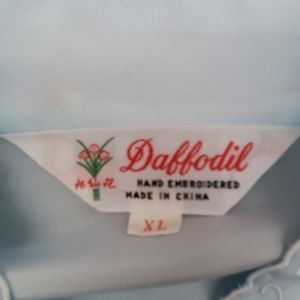 Daffodil
水仙花
HAND EMBROIDERED
MADE IN CHINA
XL